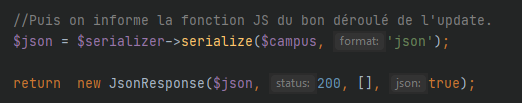 //Puis on informe la fonction JS du bon déroulé de l'update.
$json = $serializer->serialize($campus, format: 'json');
return  new JsonResponse($json, status: 200, [], json: true);